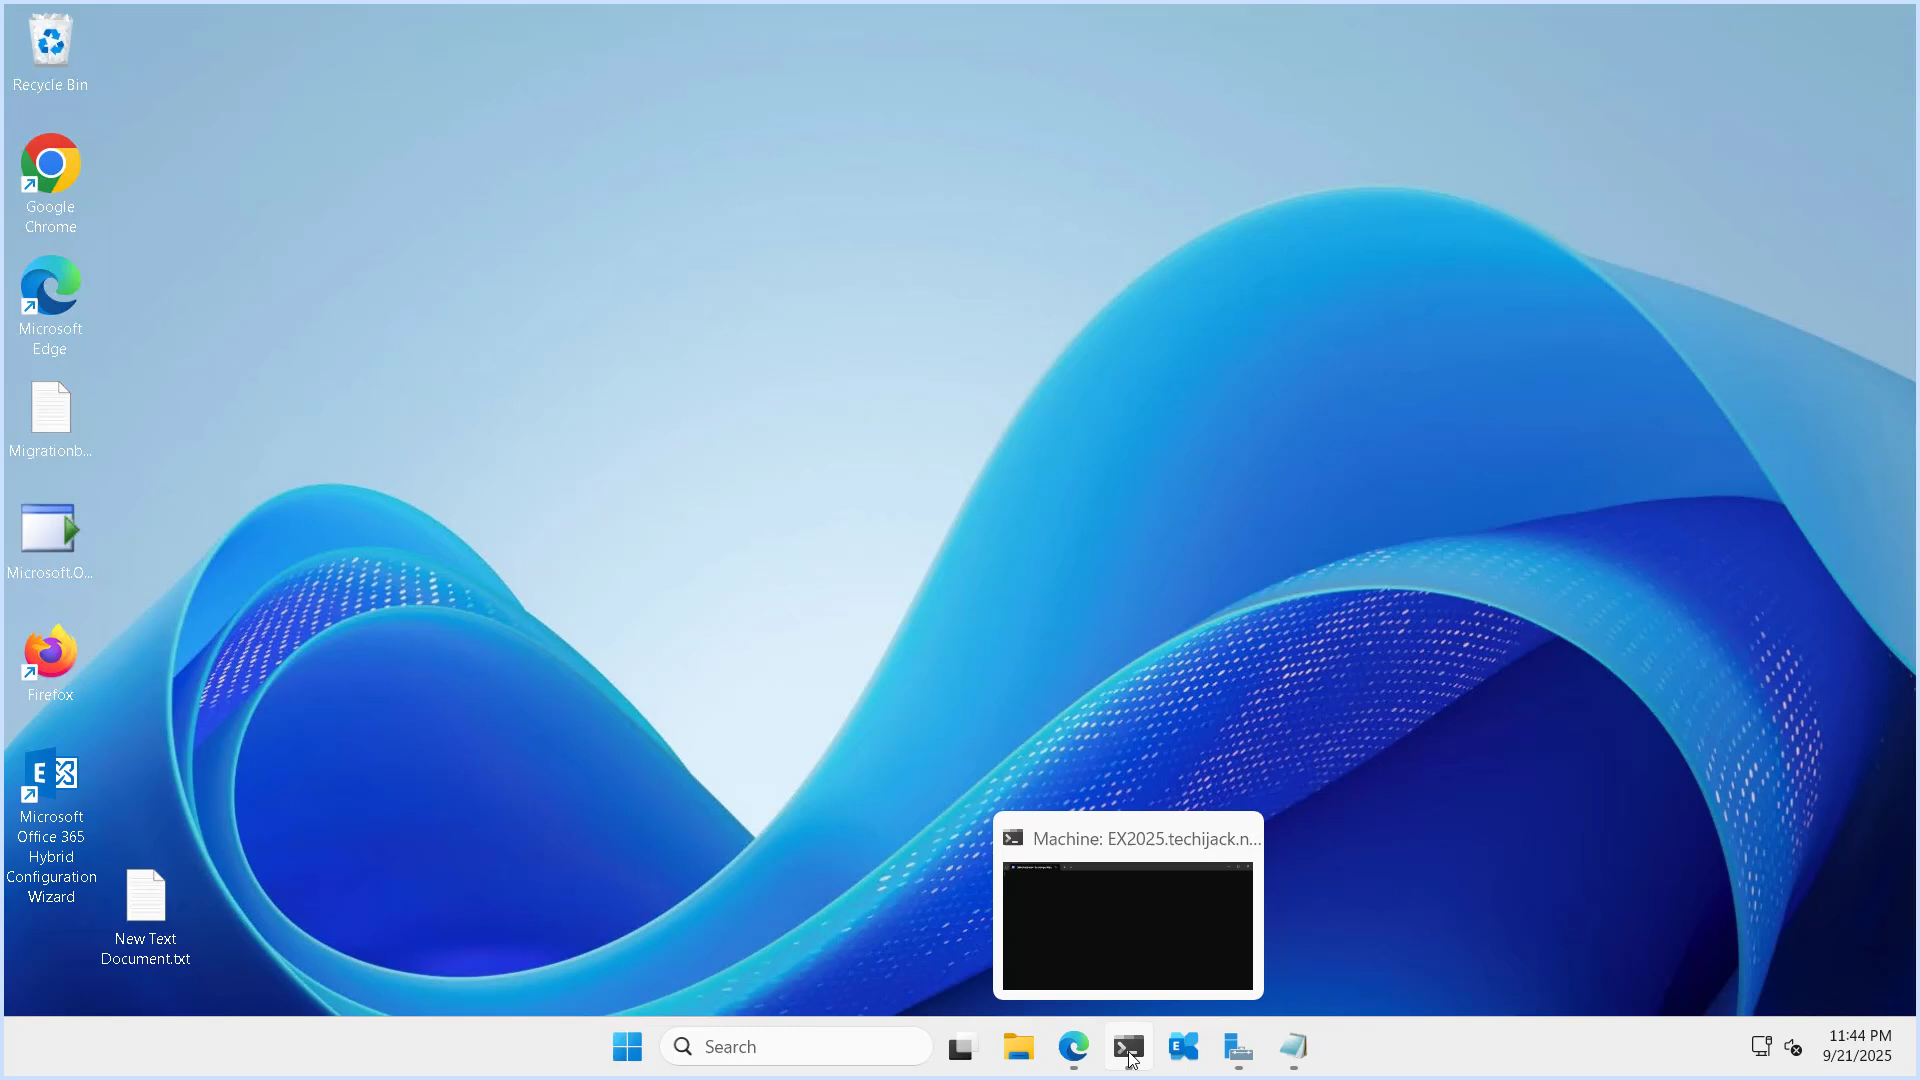 Recycle Bin
Google
Chrome
Microsoft
Edge
Migrationb...
Microsoft.O...
Firefox
Microsoft
Office 365
Hybrid
Configuration
Wizard
New Text
Document.txt
Machine: EX2025.techijack.n...
Search
11:44 PM
9/21/2025